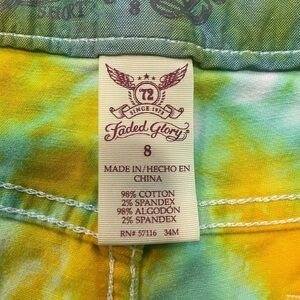 8
72
SINCE 1972
Faded Glory
8
MADE IN/HECHO EN
CHINA
98% COTTON
2% SPANDEX
98% ALGODÓN
2% SPANDEX
RN# 57116 34M